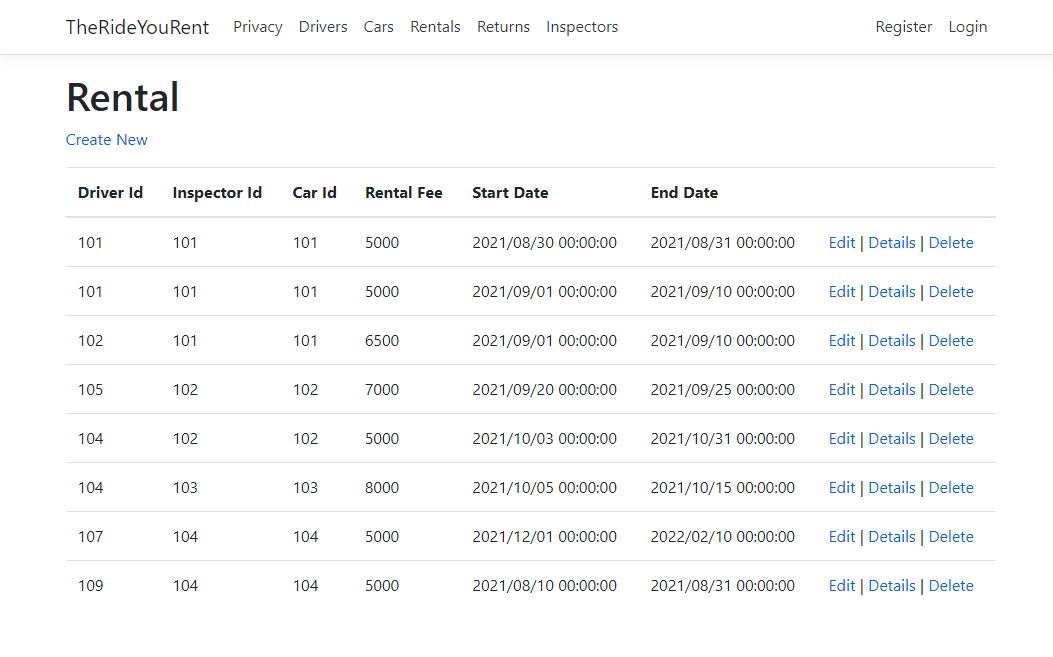 TheRideYouRent Privacy Drivers Cars Rentals Returns Inspectors Register Login
Rental
Create New
Driver Id Inspector Id Car Id Rental Fee Start Date End Date
101 101 101 5000 2021/08/30 00:00:00 2021/08/31 00:00:00 Edit | Details | Delete
101 101 101 5000 2021/09/01 00:00:00 2021/09/10 00:00:00 Edit | Details | Delete
102 101 101 6500 2021/09/01 00:00:00 2021/09/10 00:00:00 Edit | Details | Delete
105 102 102 7000 2021/09/20 00:00:00 2021/09/25 00:00:00 Edit | Details | Delete
104 102 102 5000 2021/10/03 00:00:00 2021/10/31 00:00:00 Edit | Details | Delete
104 103 103 8000 2021/10/05 00:00:00 2021/10/15 00:00:00 Edit | Details | Delete
107 104 104 5000 2021/12/01 00:00:00 2022/02/10 00:00:00 Edit | Details | Delete
109 104 104 5000 2021/08/10 00:00:00 2021/08/31 00:00:00 Edit | Details | Delete